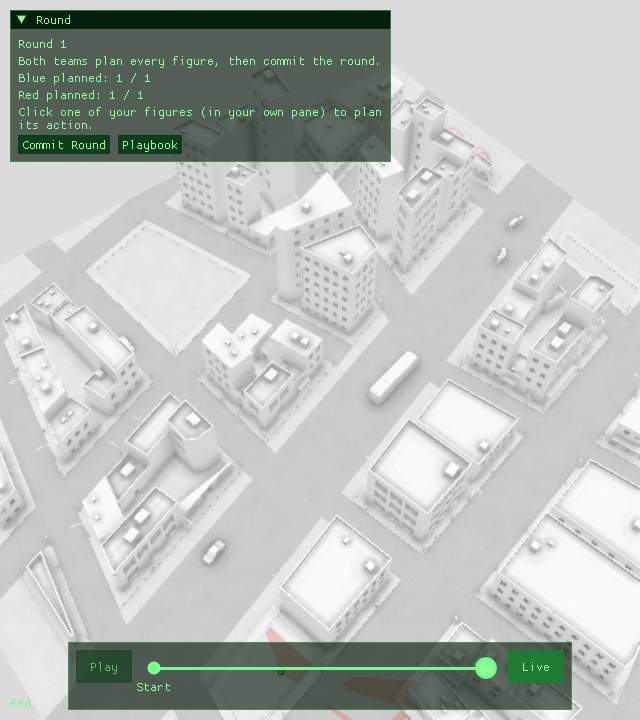 Round
Round 1
Both teams plan every figure, then commit the round.
Blue planned: 1 / 1
Red planned: 1 / 1
Click one of your figures (in your own pane) to plan
its action.
Commit Round Playbook
Play Live
Start
Red